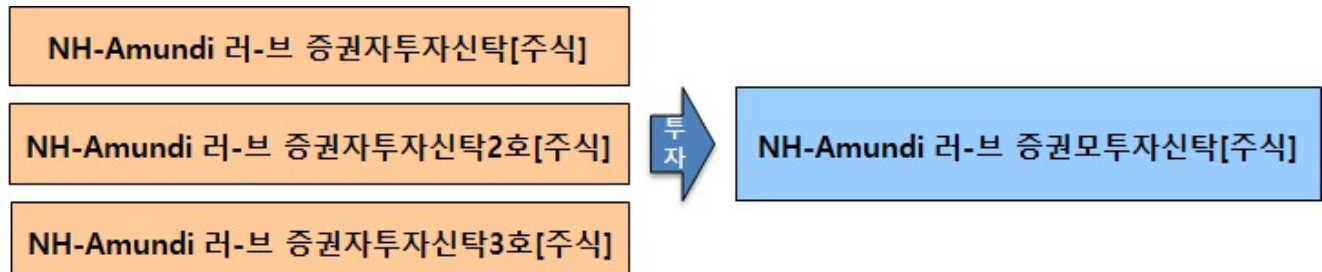 NH-Amundi 러-브 증권자투자신탁[주식]
NH-Amundi 러-브 증권자투자신탁2호[주식]
NH-Amundi 러-브 증권자투자신탁3호[주식]
투
자
NH-Amundi 러-브 증권모투자신탁[주식]